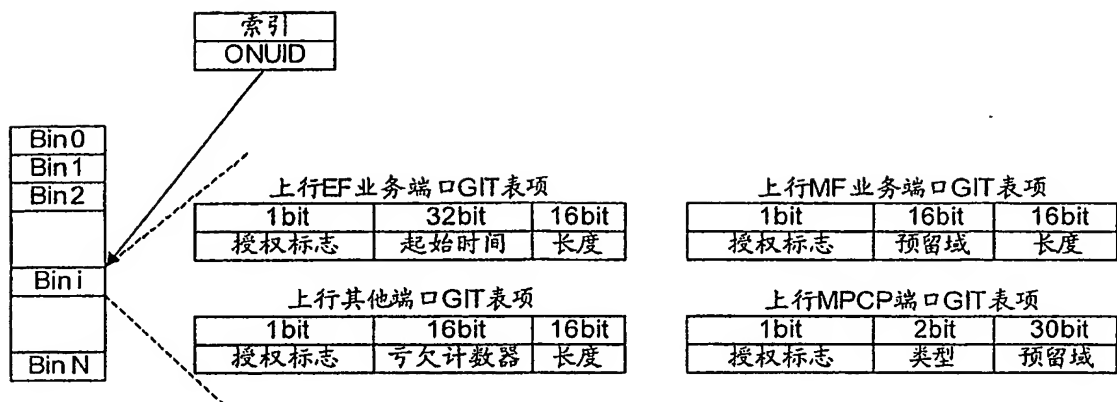 索引
ONUID
Bin0
Bin1
Bin2
Bin i
Bin N
上行EF业务端口GIT表项
1bit 32bit 16bit
授权标志 起始时间 长度
上行MF业务端口GIT表项
1bit 16bit 16bit
授权标志 预留域 长度
上行其他端口GIT表项
1bit 16bit 16bit
授权标志 亏欠计数器 长度
上行MPCP端口GIT表项
1bit 2bit 30bit
授权标志 类型 预留域